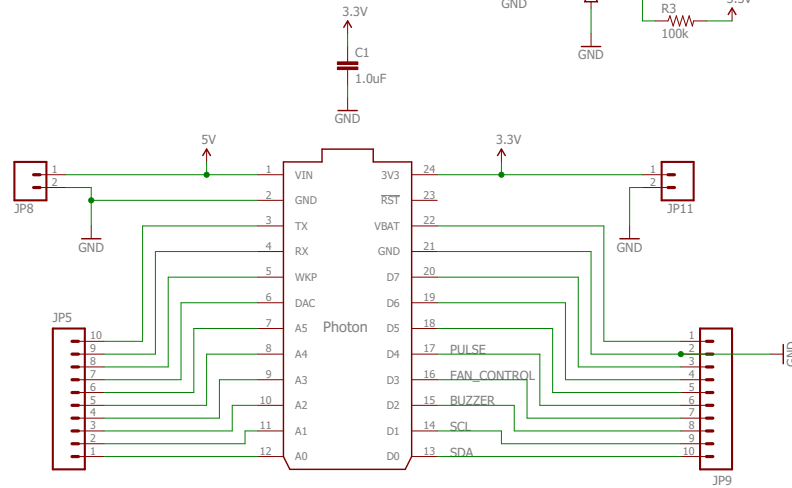 GND
R3
100k
3.3V
GND
3.3V
C1
1.0uF
GND
5V
3.3V
JP8
1
2
GND
JP11
1
2
GND
Photon
1 VIN 3V3 24
2 GND RST 23
3 TX VBAT 22
4 RX GND 21
5 WKP D7 20
6 DAC D6 19
7 A5 D5 18
8 A4 D4 17 PULSE
9 A3 D3 16 FAN_CONTROL
10 A2 D2 15 BUZZER
11 A1 D1 14 SCL
12 A0 D0 13 SDA
JP5
10
9
8
7
6
5
4
3
2
1
1
2
3
4
5
6
7
8
9
10
JP9
GND